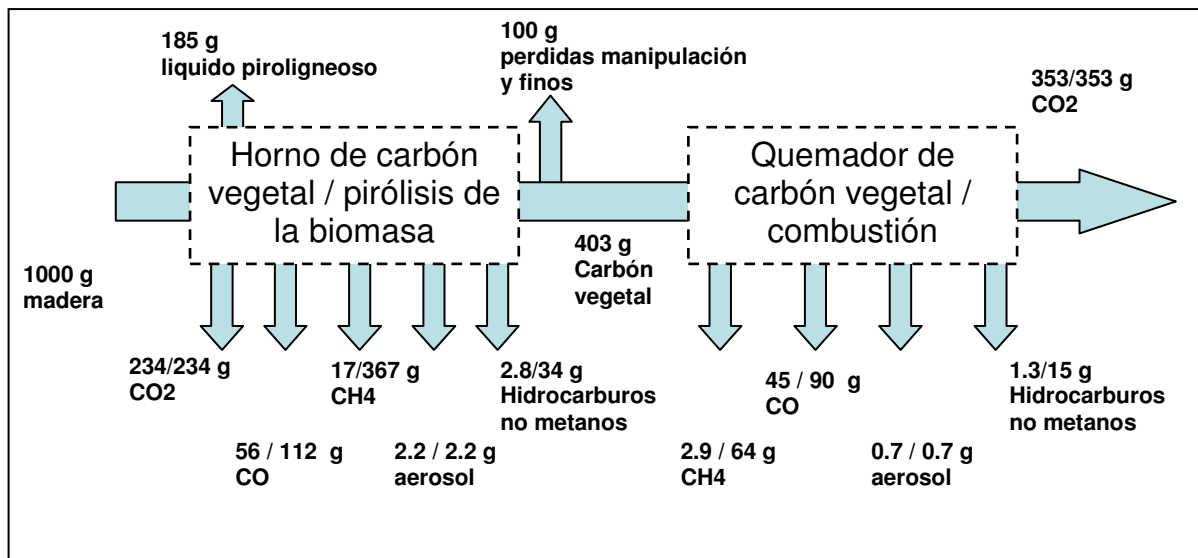 185 g
liquido piroligneoso
100 g
perdidas manipulación
y finos
353/353 g
CO2
Horno de carbón
vegetal / pirólisis de
la biomasa
Quemador de
carbón vegetal /
combustión
1000 g
madera
403 g
Carbón
vegetal
234/234 g
CO2
56 / 112 g
CO
17/367 g
CH4
2.2 / 2.2 g
aerosol
2.8/34 g
Hidrocarburos
no metanos
2.9 / 64 g
CH4
45 / 90 g
CO
0.7 / 0.7 g
aerosol
1.3/15 g
Hidrocarburos
no metanos